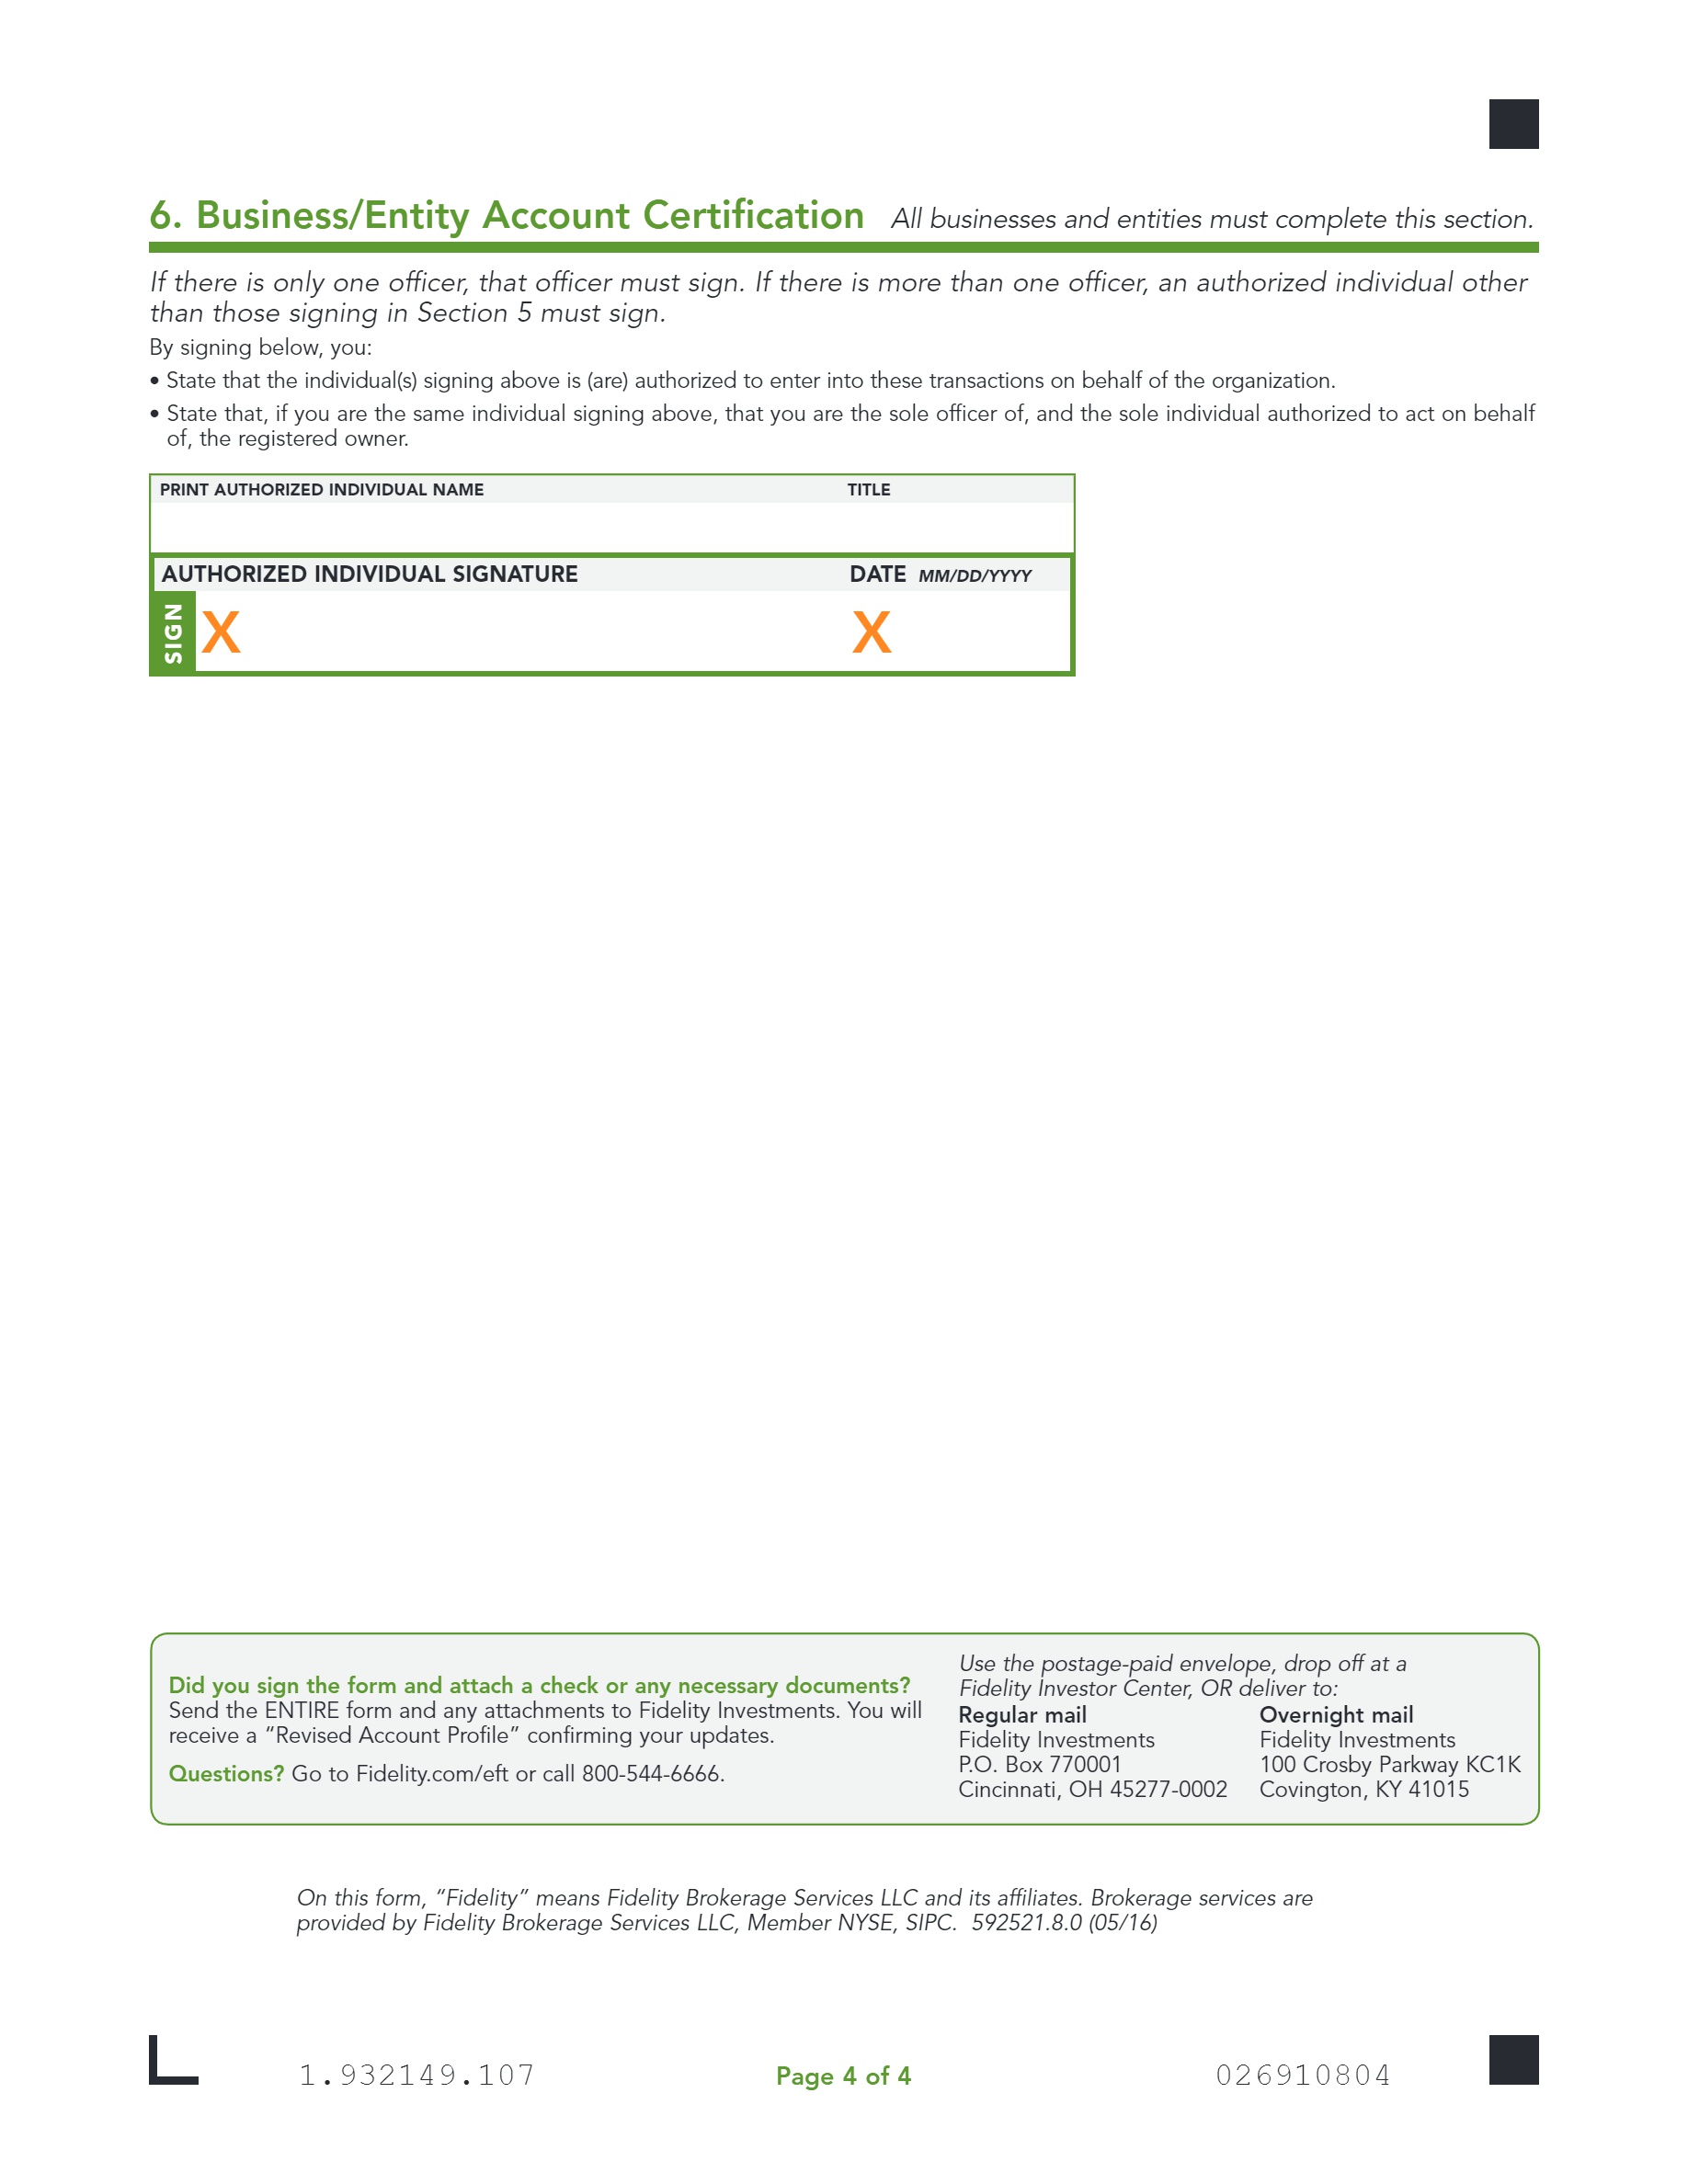 6. Business/Entity Account Certification All businesses and entities must complete this section.
If there is only one officer, that officer must sign. If there is more than one officer, an authorized individual other
than those signing in Section 5 must sign.
By signing below, you:
• State that the individual(s) signing above is (are) authorized to enter into these transactions on behalf of the organization.
• State that, if you are the same individual signing above, that you are the sole officer of, and the sole individual authorized to act on behalf
of, the registered owner.
PRINT AUTHORIZED INDIVIDUAL NAME TITLE
AUTHORIZED INDIVIDUAL SIGNATURE DATE MM/DD/YYYY
SIGN X X
Did you sign the form and attach a check or any necessary documents?
Send the ENTIRE form and any attachments to Fidelity Investments. You will
receive a “Revised Account Profile” confirming your updates.
Questions? Go to Fidelity.com/eft or call 800-544-6666.
Use the postage-paid envelope, drop off at a
Fidelity Investor Center, OR deliver to:
Regular mail
Fidelity Investments
P.O. Box 770001
Cincinnati, OH 45277-0002
Overnight mail
Fidelity Investments
100 Crosby Parkway KC1K
Covington, KY 41015
On this form, “Fidelity” means Fidelity Brokerage Services LLC and its affiliates. Brokerage services are
provided by Fidelity Brokerage Services LLC, Member NYSE, SIPC. 592521.8.0 (05/16)
1.932149.107 Page 4 of 4 026910804